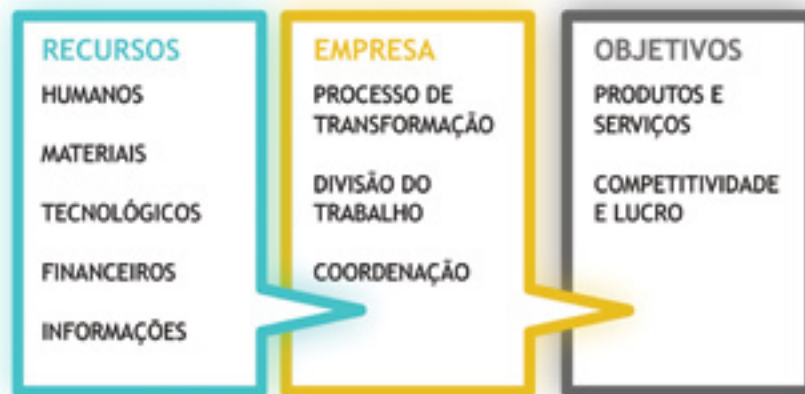 RECURSOS
HUMANOS
MATERIAIS
TECNOLÓGICOS
FINANCEIROS
INFORMAÇÕES
EMPRESA
PROCESSO DE
TRANSFORMAÇÃO
DIVISÃO DO
TRABALHO
COORDENAÇÃO
OBJETIVOS
PRODUTOS E
SERVIÇOS
COMPETITIVIDADE
E LUCRO